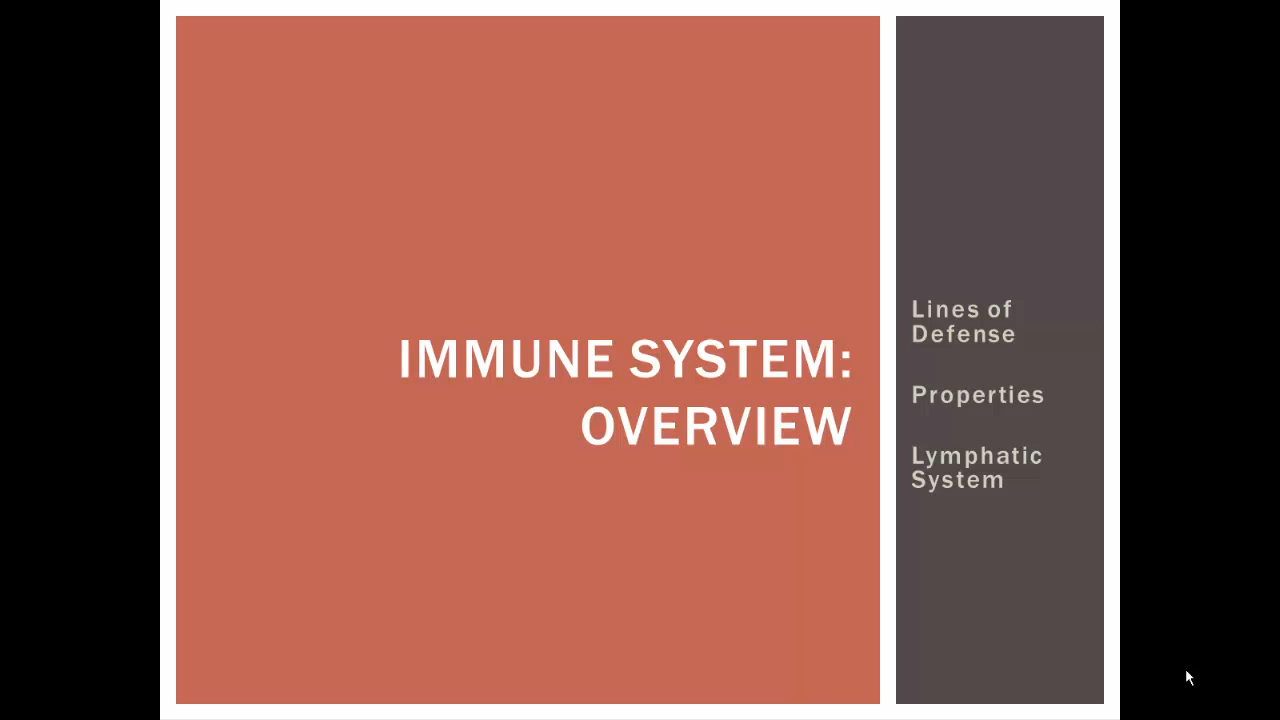 IMMUNE SYSTEM:
OVERVIEW
Lines of
Defense
Properties
Lymphatic
System